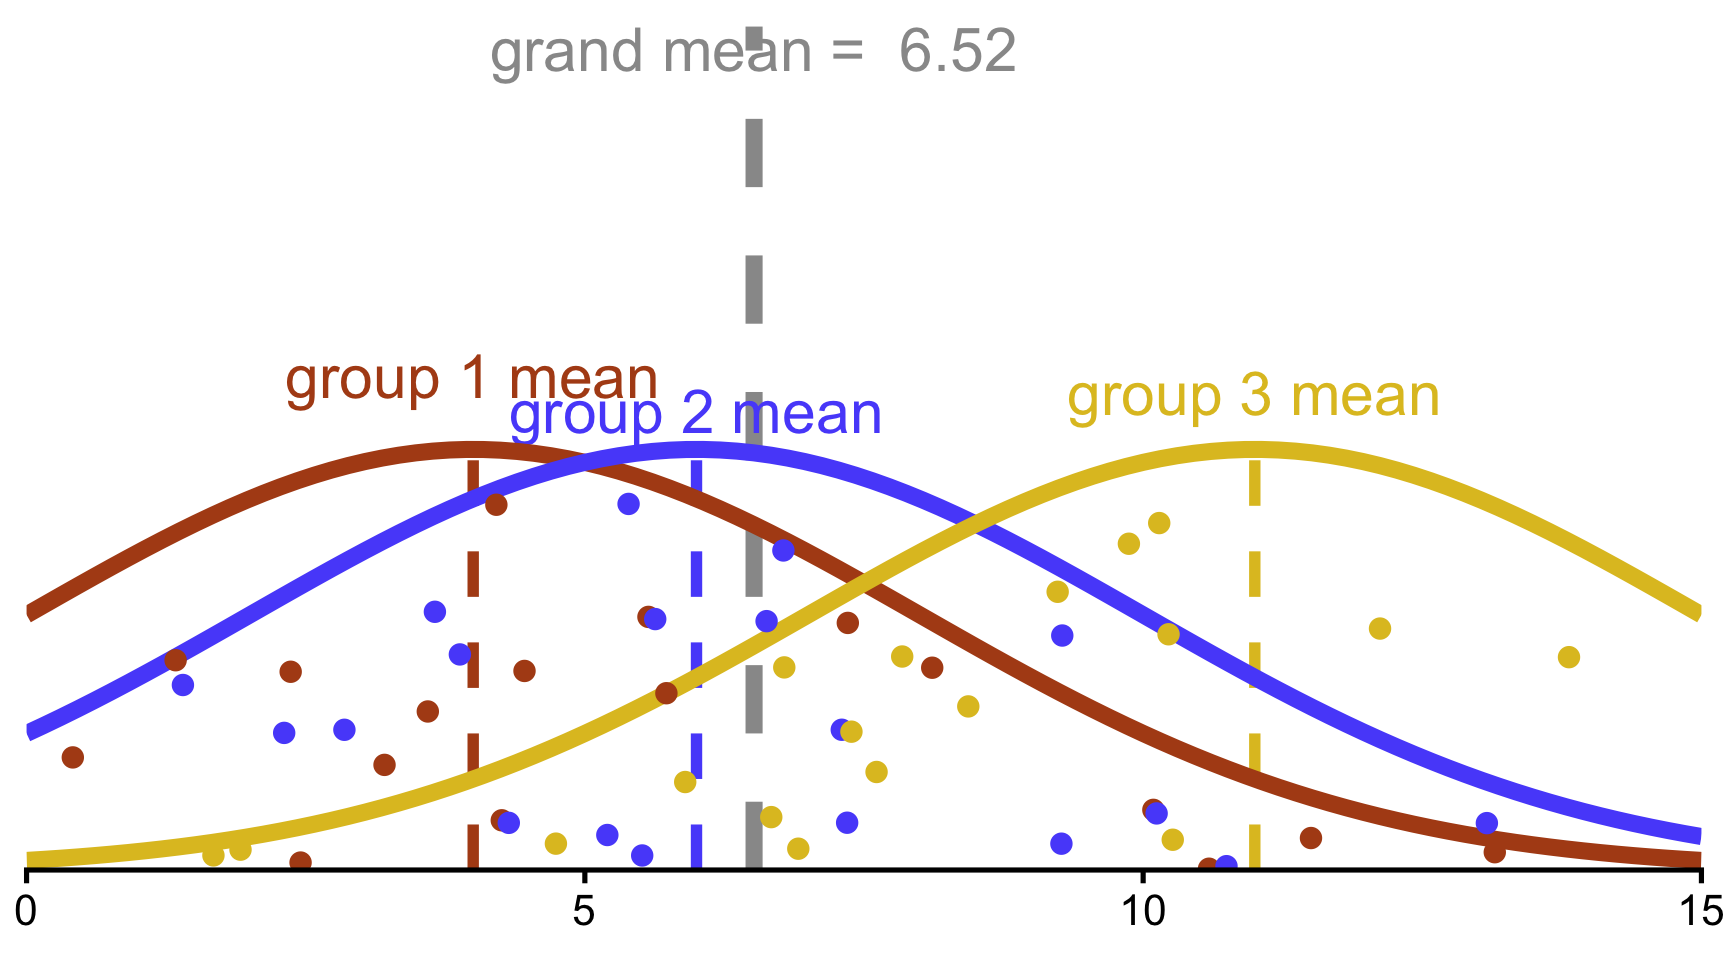 grand mean = 6.52
group 1 mean
group 2 mean
group 3 mean
0 5 10 15